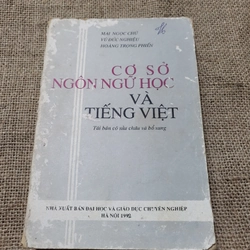 MAI NGỌC CHỪ
VŨ ĐỨC NGHIỆU
HOÀNG TRỌNG PHIẾN
CƠ SỞ
NGÔN NGỮ HỌC
VÀ
TIẾNG VIỆT
Tái bản có sửa chữa và bổ sung
NHÀ XUẤT BẢN ĐẠI HỌC VÀ GIÁO DỤC CHUYÊN NGHIỆP
HÀ NỘI 1992